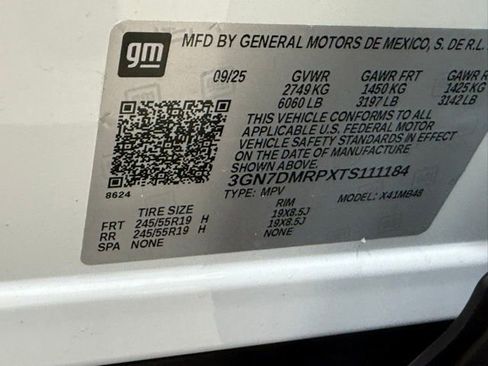 gm
MFD BY GENERAL MOTORS DE MEXICO, S. DE R.L.
09/25 GVWR GAWR FRT GAWR
2749 KG 1450 KG 1425 KG
6060 LB 3197 LB 3142 LB
THIS VEHICLE CONFORMS TO ALL
APPLICABLE U.S. FEDERAL MOTOR
VEHICLE SAFETY STANDARDS IN EFFECT
ON THE DATE OF MANUFACTURE
SHOWN ABOVE.
3GN7DMRPXTS111184
8624 TYPE: MPV MODEL: X41MB48
TIRE SIZE RIM
FRT 245/55R19 H 19X8.5J
RR 245/55R19 H 19X8.5J
SPA NONE NONE